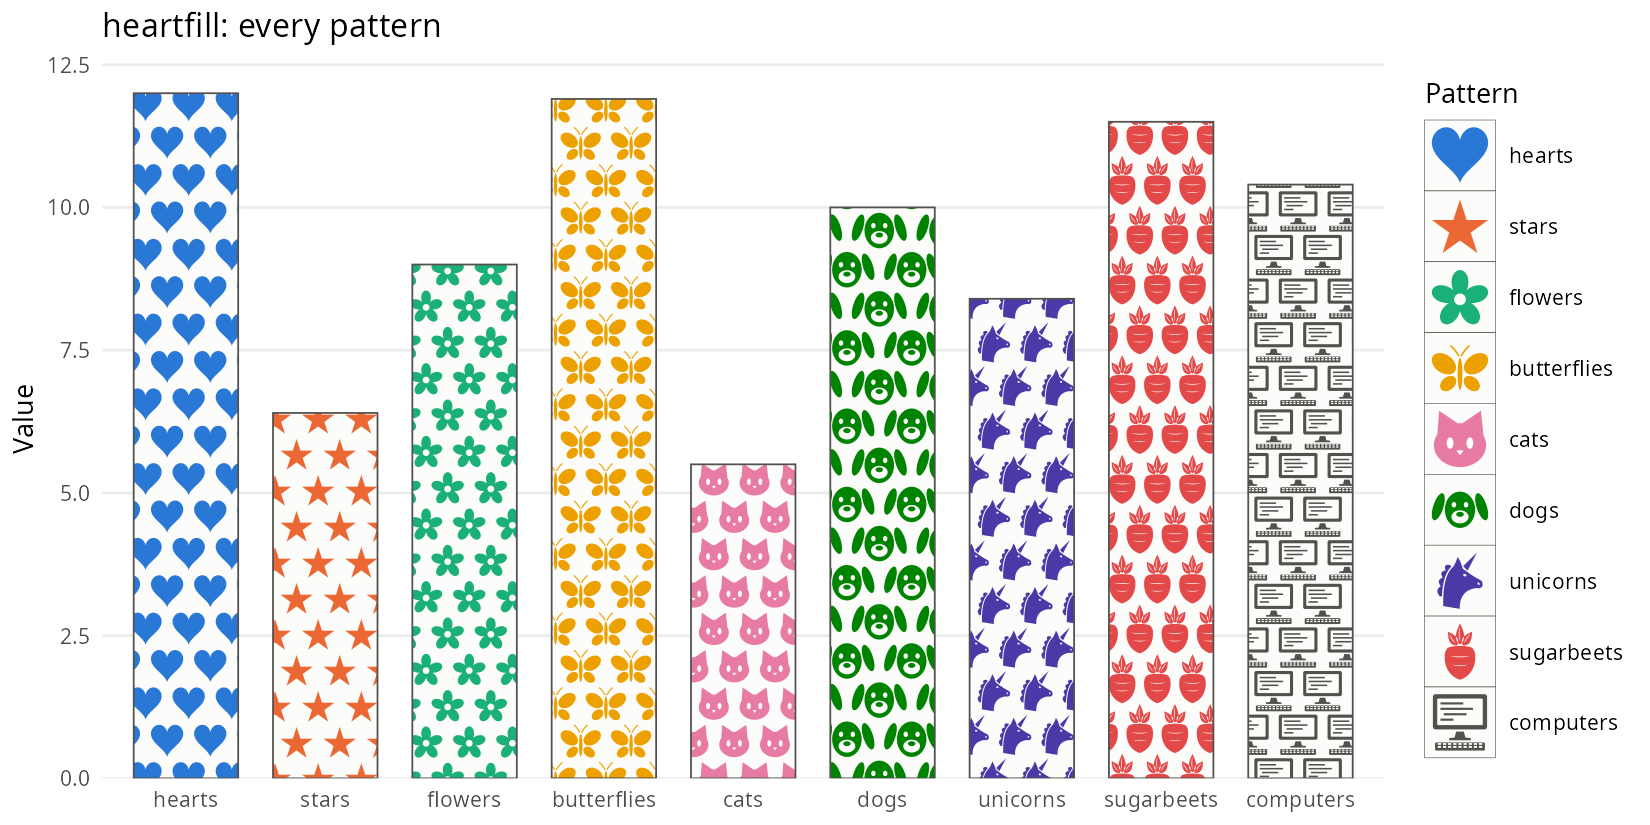 heartfill: every pattern
12.5
10.0
7.5
5.0
2.5
0.0
Value
hearts
stars
flowers
butterflies
cats
dogs
unicorns
sugarbeets
computers
Pattern
hearts
stars
flowers
butterflies
cats
dogs
unicorns
sugarbeets
computers